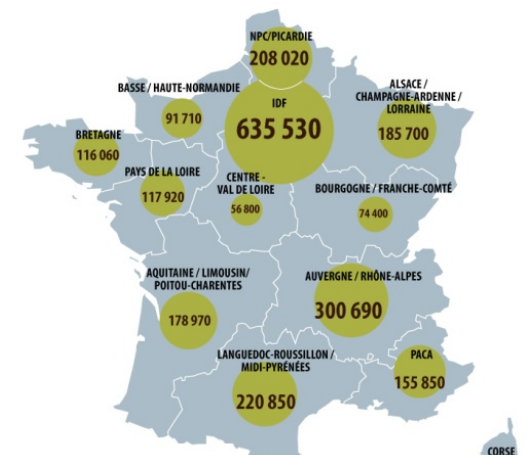 NPC/PICARDIE
208 020
BASSE / HAUTE-NORMANDIE
91 710
IDF
635 530
ALSACE /
CHAMPAGNE-ARDENNE /
LORRAINE
185 700
BRETAGNE
116 060
PAYS DE LA LOIRE
117 920
CENTRE -
VAL DE LOIRE
56 800
BOURGOGNE / FRANCHE-COMTÉ
74 400
AQUITAINE / LIMOUSIN/
POITOU-CHARENTES
178 970
AUVERGNE / RHÔNE-ALPES
300 690
LANGUEDOC-ROUSSILLON /
MIDI-PYRÉNÉES
220 850
PACA
155 850
CORSE